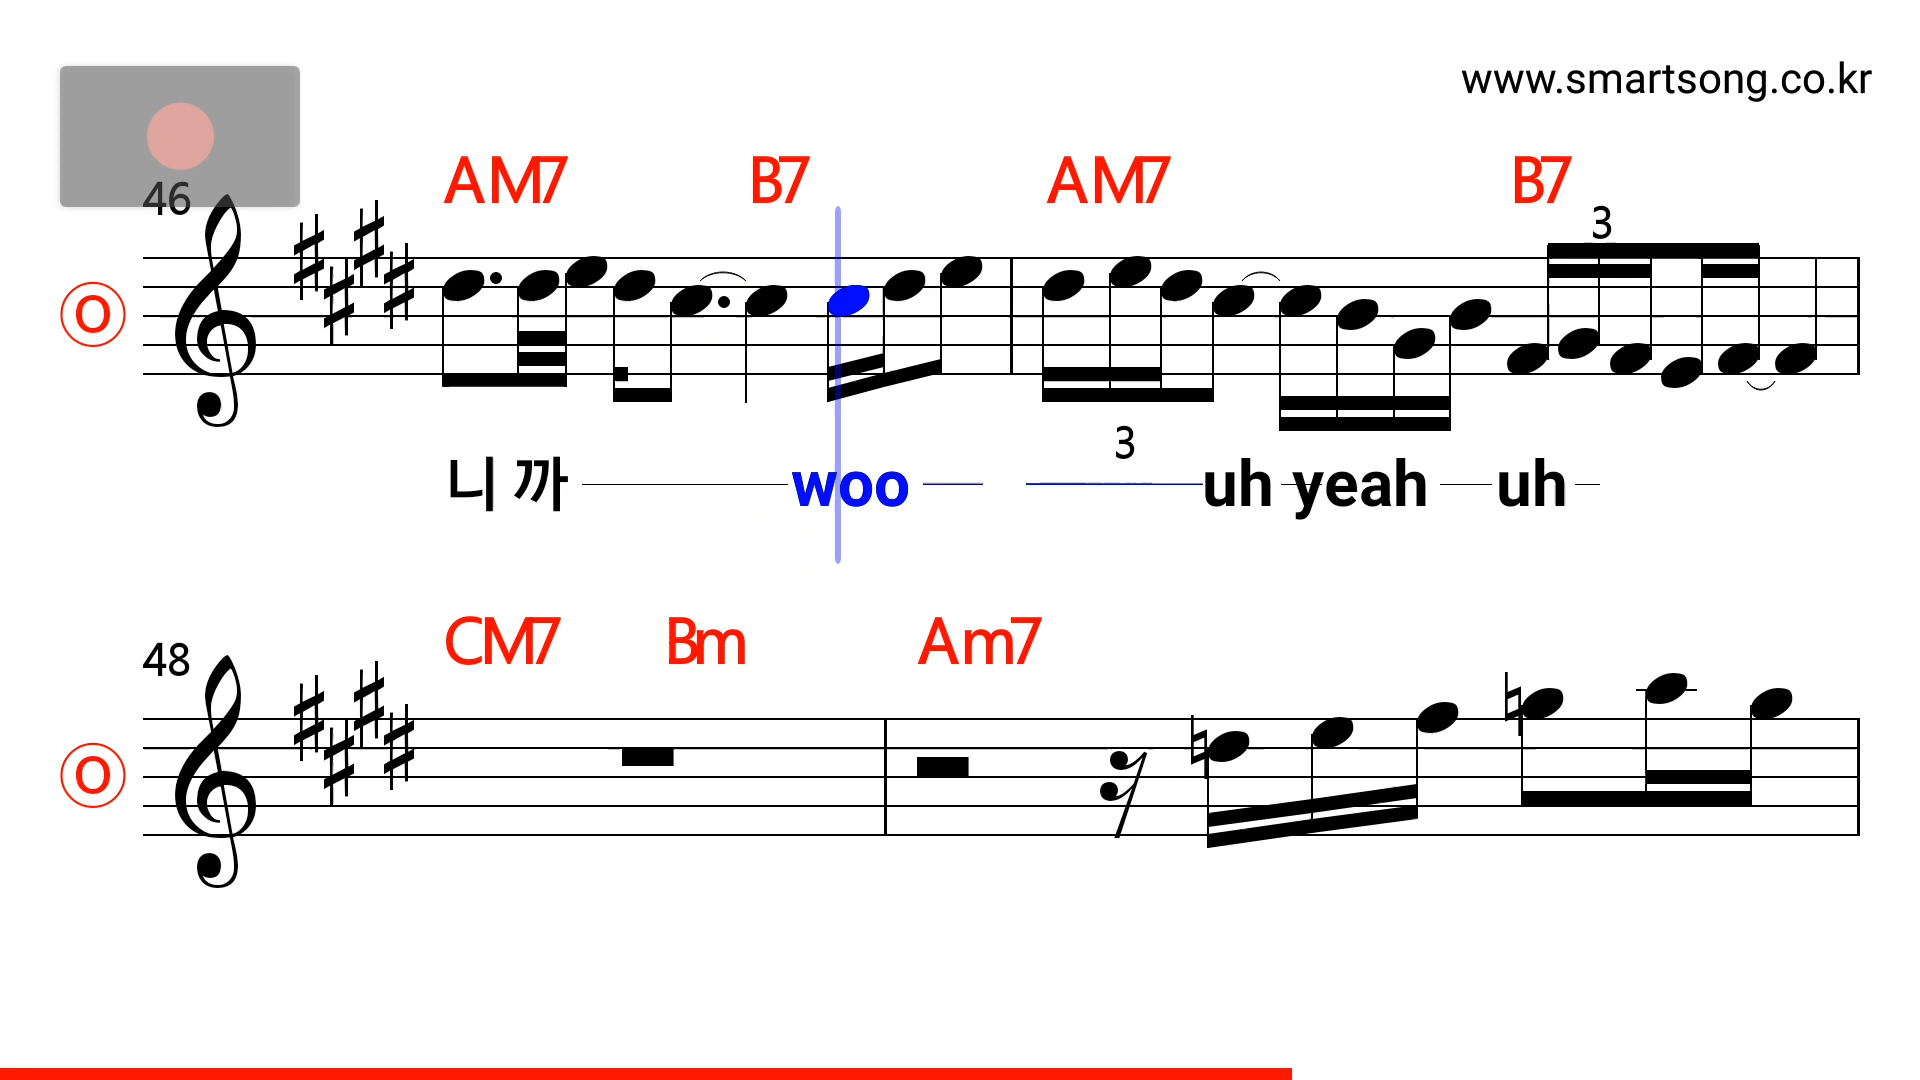 www.smartsong.co.kr
AM7 B7 AM7 B7
46 3
O
3
니 까 woo uh yeah uh
CM7 Bm Am7
48
O